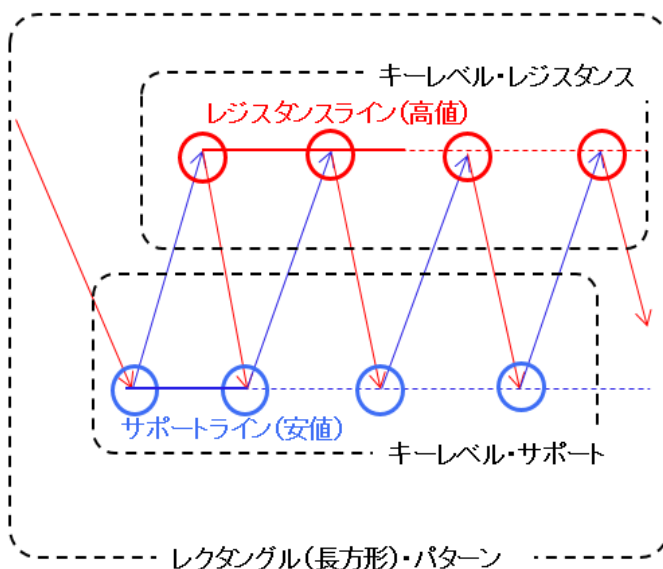 キーレベル・レジスタンス
レジスタンスライン(高値)
サポートライン(安値)
キーレベル・サポート
レクタングル(長方形)・パターン